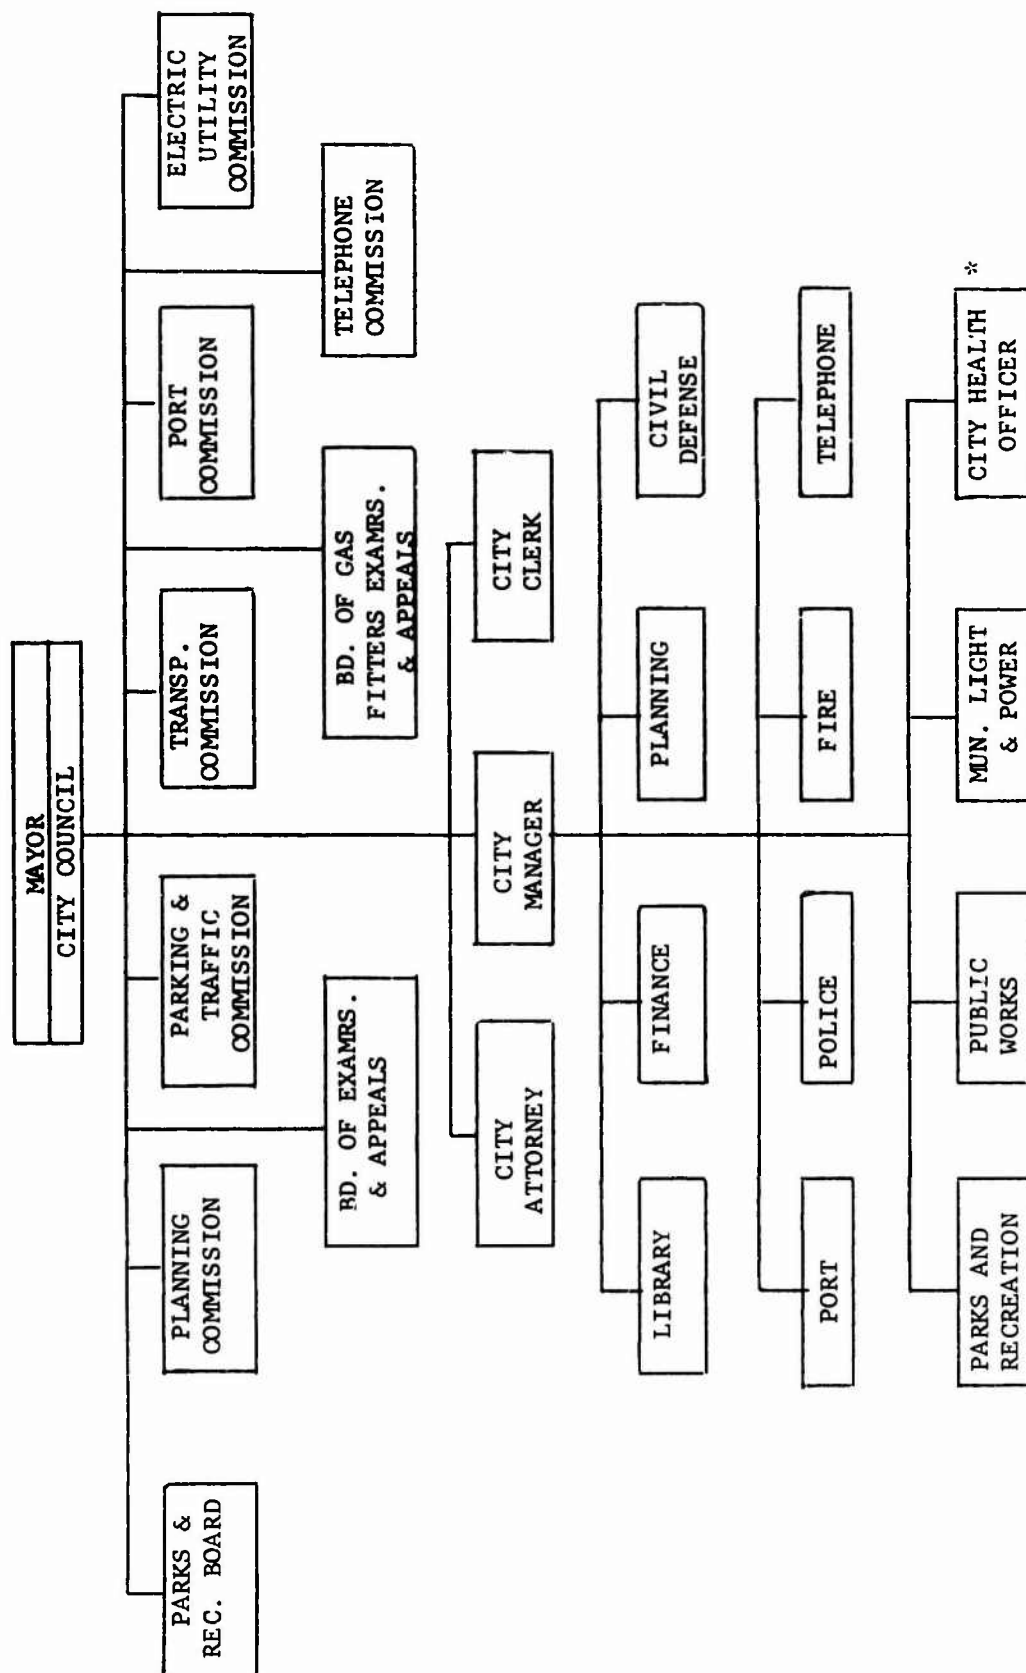 MAYOR
CITY COUNCIL
PARKS &
REC. BOARD
PLANNING
COMMISSION
PARKING &
TRAFFIC
COMMISSION
TRANSP.
COMMISSION
PORT
COMMISSION
ELECTRIC
UTILITY
COMMISSION
BD. OF EXAMRS.
& APPEALS
BD. OF GAS
FITTERS EXAMRS.
& APPEALS
TELEPHONE
COMMISSION
CITY
ATTORNEY
CITY
MANAGER
CITY
CLERK
LIBRARY
FINANCE
PLANNING
CIVIL
DEFENSE
PORT
POLICE
FIRE
TELEPHONE
PARKS AND
RECREATION
PUBLIC
WORKS
MUN. LIGHT
& POWER
CITY HEALTH
OFFICER
*